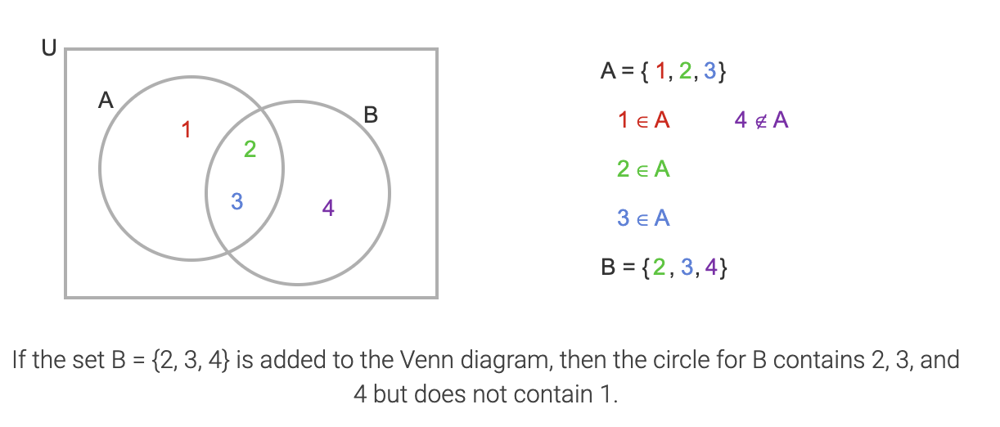 U
A
B
1
2
3
4
A = { 1, 2, 3}
1 ∈ A 4 ∉ A
2 ∈ A
3 ∈ A
B = {2, 3, 4}
If the set B = {2, 3, 4} is added to the Venn diagram, then the circle for B contains 2, 3, and
4 but does not contain 1.